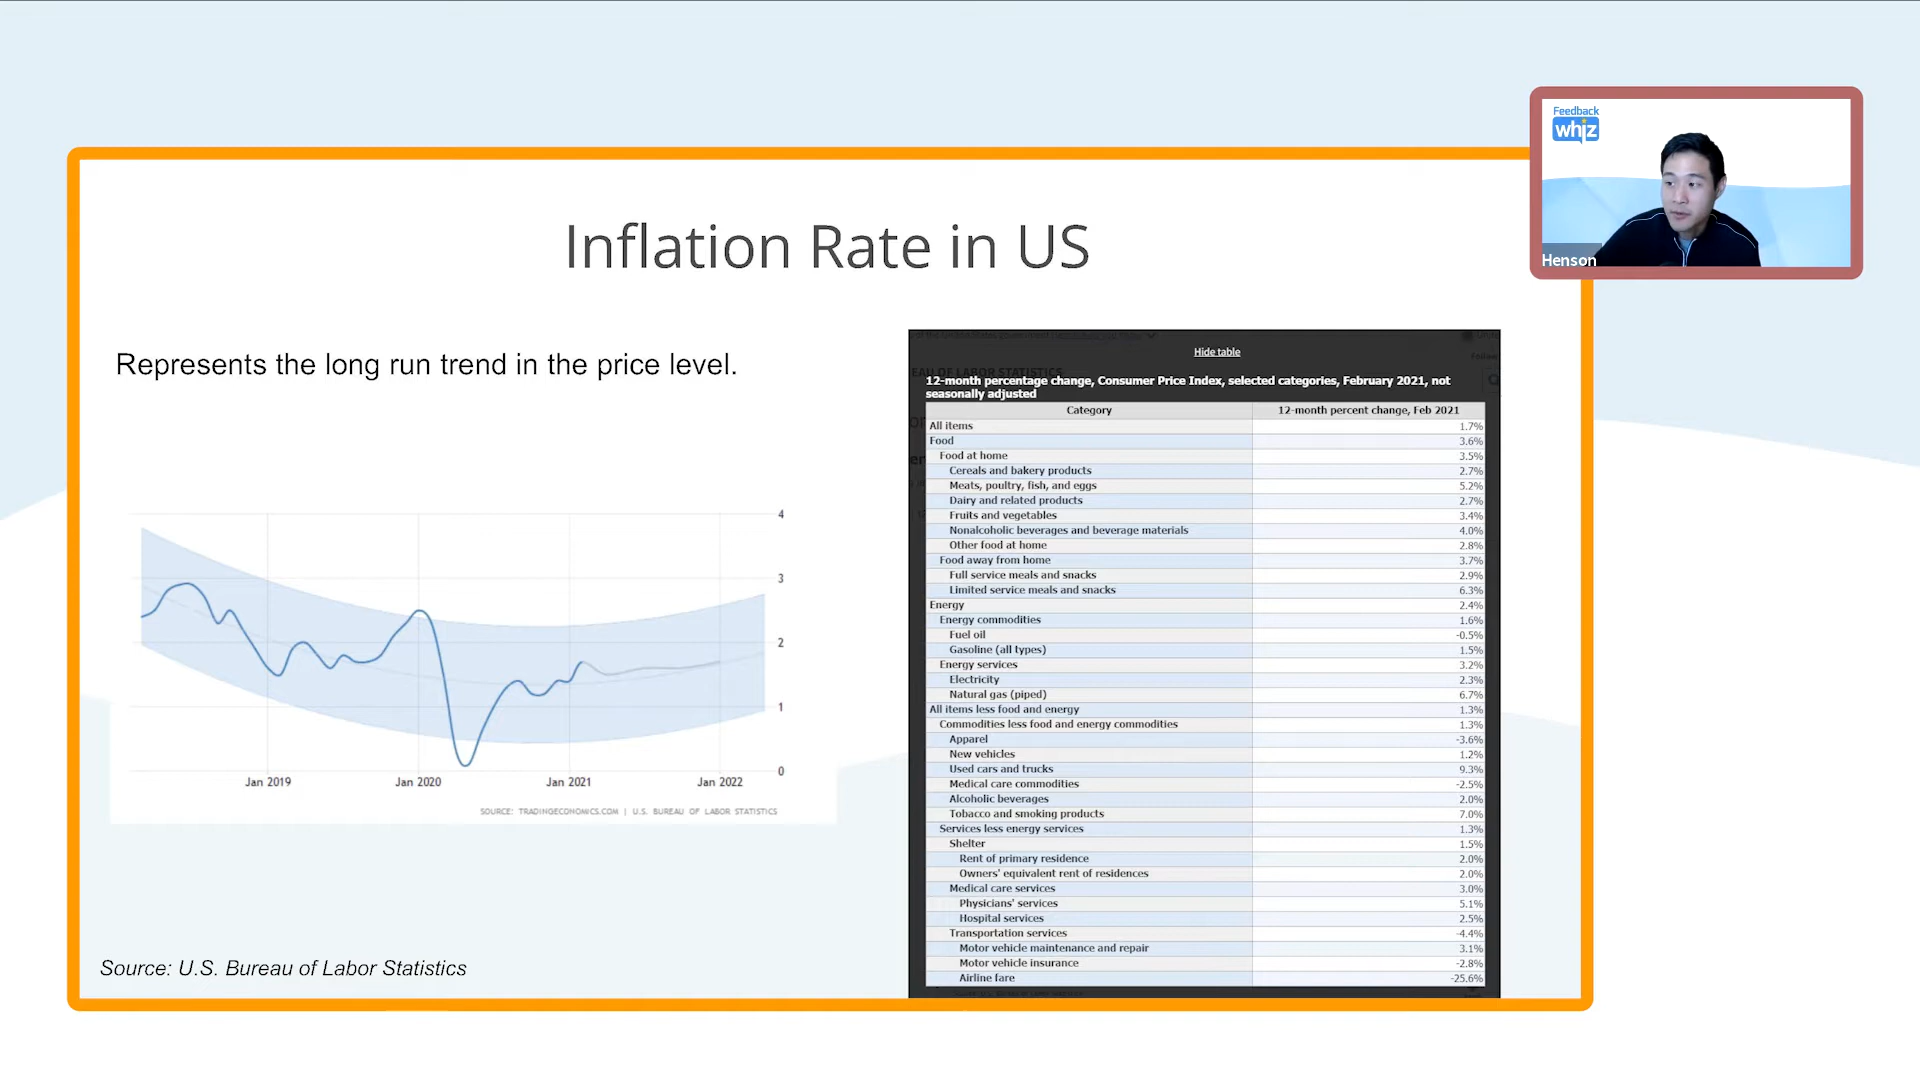 Feedback
whiz
Henson
Inflation Rate in US
Represents the long run trend in the price level.
4
3
2
1
0
Jan 2019 Jan 2020 Jan 2021 Jan 2022
SOURCE: TRADINGECONOMICS.COM | U.S. BUREAU OF LABOR STATISTICS
Source: U.S. Bureau of Labor Statistics
Hide table
12-month percentage change, Consumer Price Index, selected categories, February 2021, not
seasonally adjusted
Category 12-month percent change, Feb 2021
All items 1.7%
Food 3.6%
Food at home 3.5%
Cereals and bakery products 2.7%
Meats, poultry, fish, and eggs 5.2%
Dairy and related products 2.7%
Fruits and vegetables 3.4%
Nonalcoholic beverages and beverage materials 4.0%
Other food at home 2.8%
Food away from home 3.7%
Full service meals and snacks 2.9%
Limited service meals and snacks 6.3%
Energy 2.4%
Energy commodities 1.6%
Fuel oil -0.5%
Gasoline (all types) 1.5%
Energy services 3.2%
Electricity 2.3%
Natural gas (piped) 6.7%
All items less food and energy 1.3%
Commodities less food and energy commodities 1.3%
Apparel -3.6%
New vehicles 1.2%
Used cars and trucks 9.3%
Medical care commodities -2.5%
Alcoholic beverages 2.0%
Tobacco and smoking products 7.0%
Services less energy services 1.3%
Shelter 1.5%
Rent of primary residence 2.0%
Owners' equivalent rent of residences 2.0%
Medical care services 3.0%
Physicians' services 5.1%
Hospital services 2.5%
Transportation services -4.4%
Motor vehicle maintenance and repair 3.1%
Motor vehicle insurance -2.8%
Airline fare -25.6%